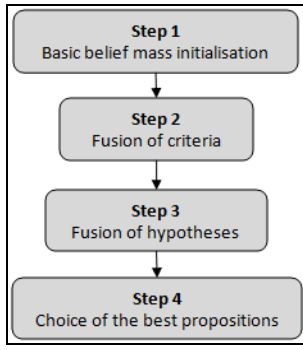 Step 1
Basic belief mass initialisation
Step 2
Fusion of criteria
Step 3
Fusion of hypotheses
Step 4
Choice of the best propositions